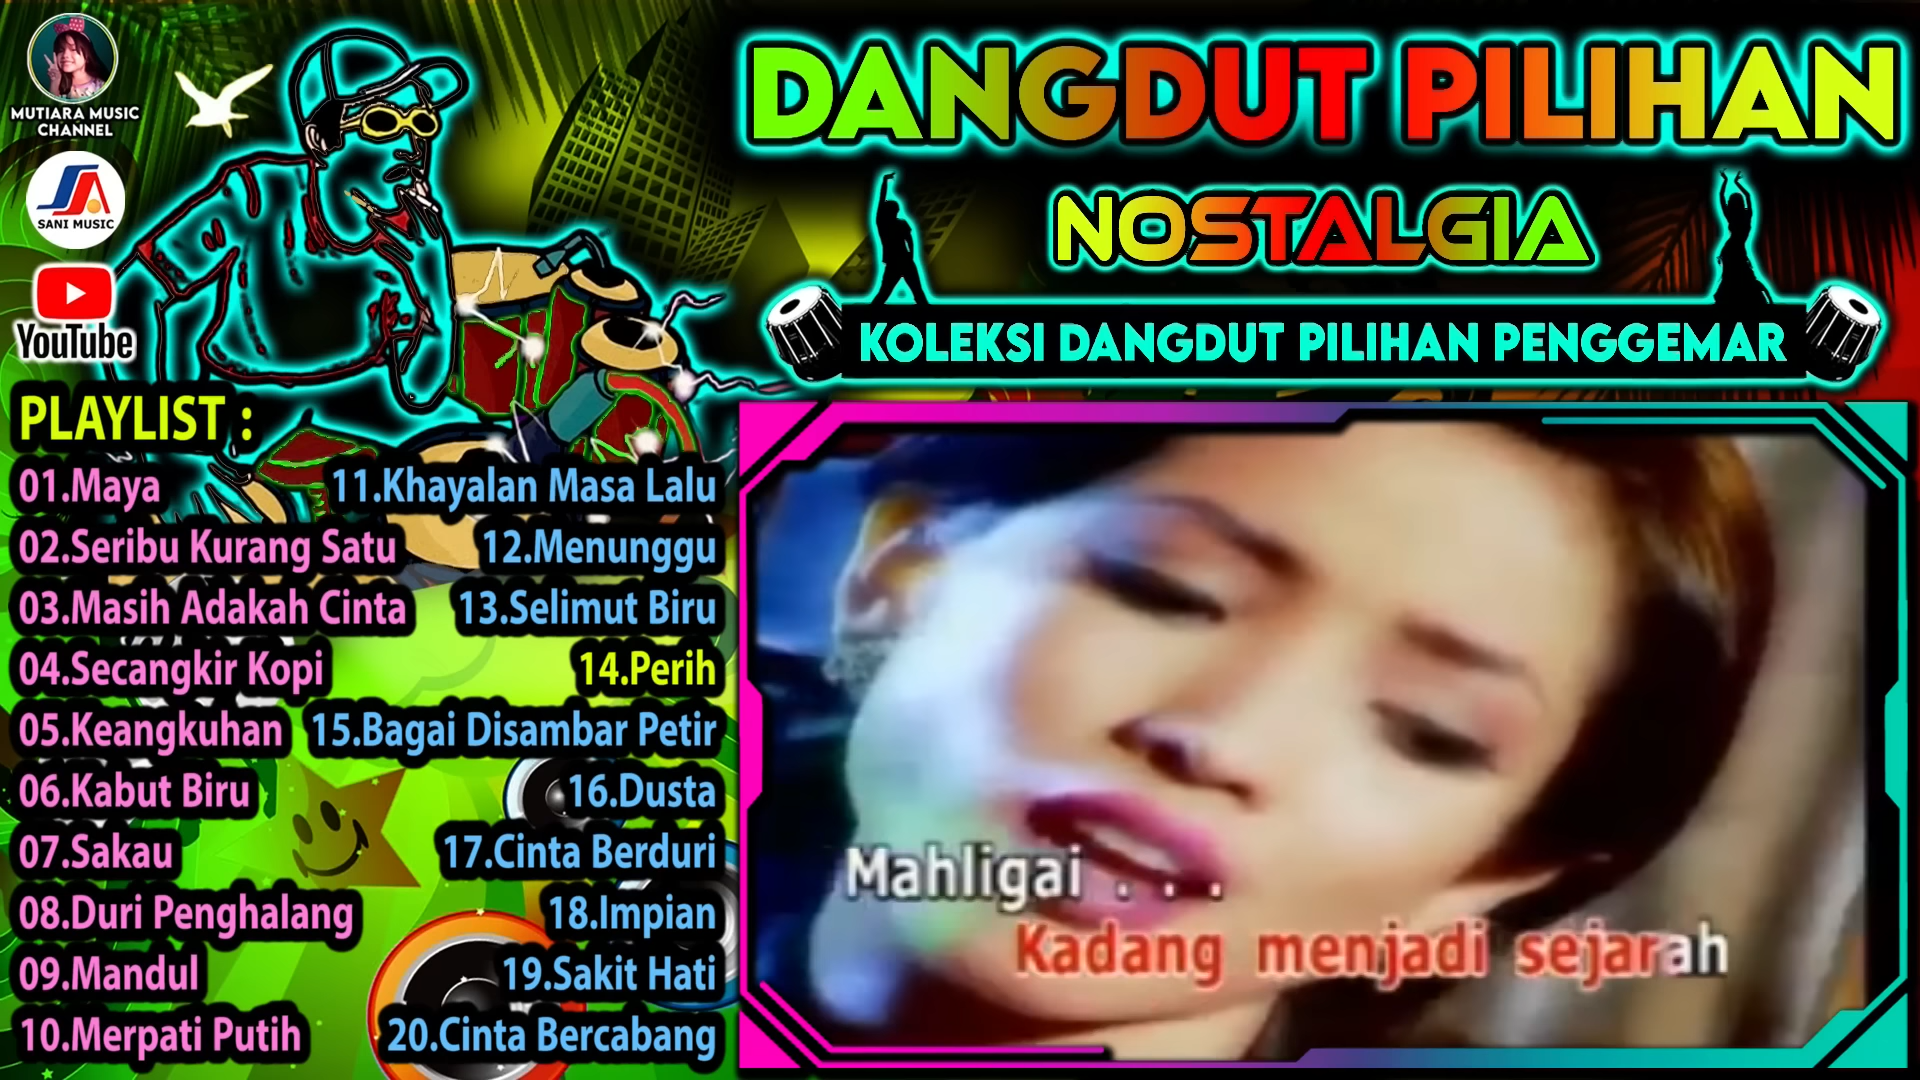 MUTIARA MUSIC
CHANNEL
SANI MUSIC
YouTube
DANGDUT PILIHAN
NOSTALGIA
KOLEKSI DANGDUT PILIHAN PENGGEMAR
PLAYLIST :
01.Maya
02.Seribu Kurang Satu
03.Masih Adakah Cinta
04.Secangkir Kopi
05.Keangkuhan
06.Kabut Biru
07.Sakau
08.Duri Penghalang
09.Mandul
10.Merpati Putih
11.Khayalan Masa Lalu
12.Menunggu
13.Selimut Biru
14.Perih
15.Bagai Disambar Petir
16.Dusta
17.Cinta Berduri
18.Impian
19.Sakit Hati
20.Cinta Bercabang
Mahligai . . .
Kadang menjadi sejarah